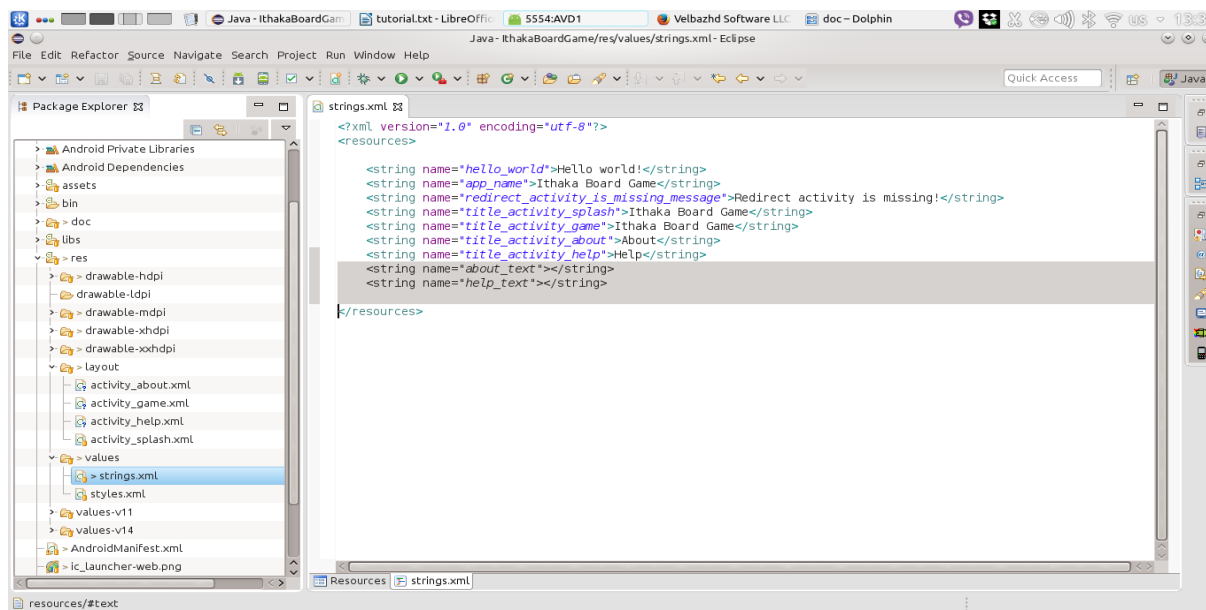 Java - IthakaBoardGam tutorial.txt - LibreOffic 5554:AVD1 Velbazhd Software LLC doc – Dolphin us
Java - IthakaBoardGame/res/values/strings.xml - Eclipse
File Edit Refactor Source Navigate Search Project Run Window Help
Quick Access Java
Package Explorer
strings.xml
Android Private Libraries
Android Dependencies
assets
bin
> doc
libs
> res
> drawable-hdpi
drawable-ldpi
> drawable-mdpi
> drawable-xhdpi
> drawable-xxhdpi
> layout
activity_about.xml
activity_game.xml
activity_help.xml
activity_splash.xml
> values
> strings.xml
styles.xml
values-v11
values-v14
> AndroidManifest.xml
> ic_launcher-web.png
<?xml version="1.0" encoding="utf-8"?>
<resources>
<string name="hello_world">Hello world!</string>
<string name="app_name">Ithaka Board Game</string>
<string name="redirect_activity_is_missing_message">Redirect activity is missing!</string>
<string name="title_activity_splash">Ithaka Board Game</string>
<string name="title_activity_game">Ithaka Board Game</string>
<string name="title_activity_about">About</string>
<string name="title_activity_help">Help</string>
<string name="about_text"></string>
<string name="help_text"></string>
</resources>
Resources strings.xml
resources/#text